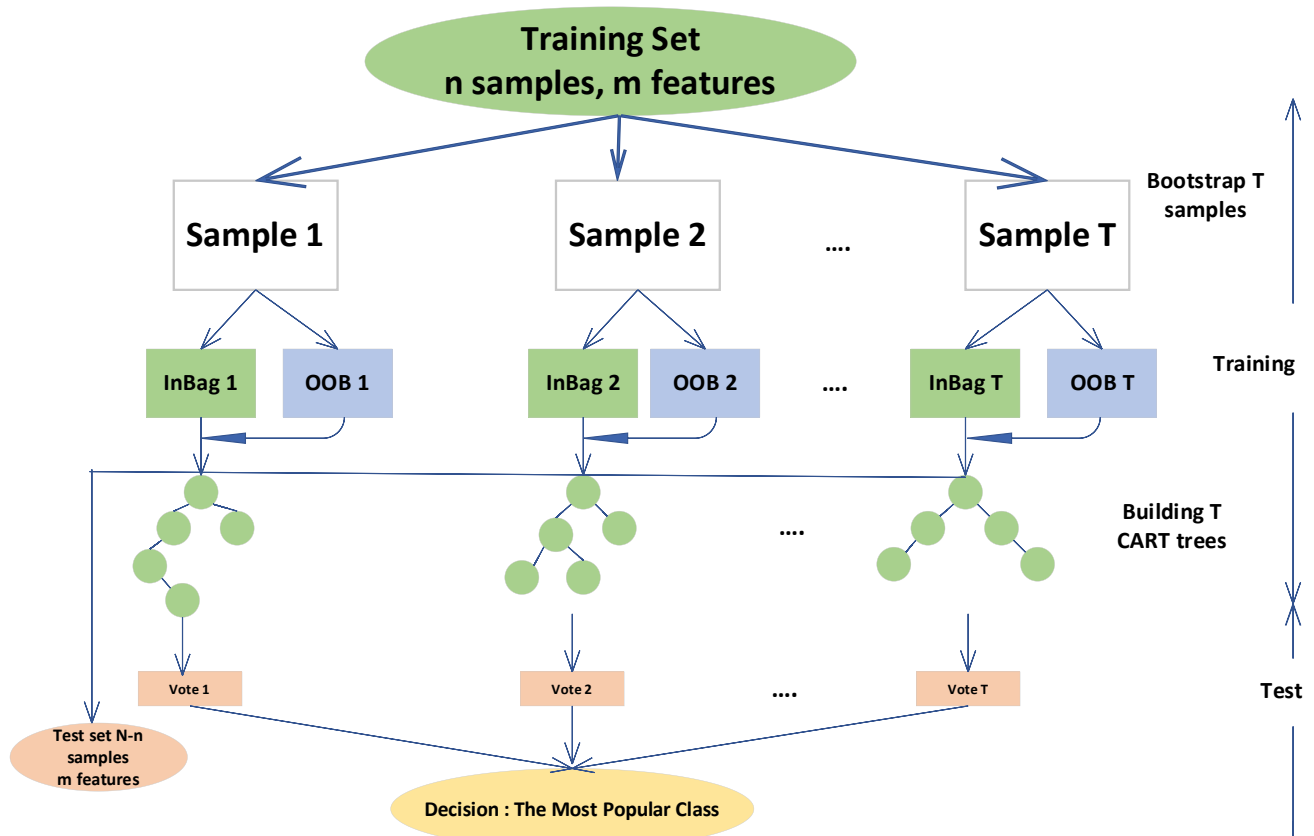 Training Set
n samples, m features
Bootstrap T
samples
Sample 1
Sample 2
....
Sample T
InBag 1
OOB 1
InBag 2
OOB 2
....
InBag T
OOB T
Training
....
Building T
CART trees
Vote 1
Vote 2
....
Vote T
Test
Test set N-n
samples
m features
Decision : The Most Popular Class